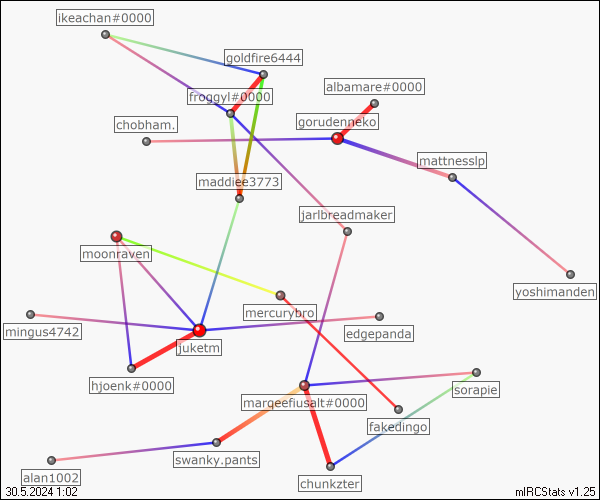 ikeachan#0000
goldfire6444
albamare#0000
froggyl#0000
gorudenneko
chobham.
mattnesslp
maddiee3773
jarlbreadmaker
moonraven
yoshimanden
mercurybro
mingus4742
edgepanda
juketm
hjoenk#0000
sorapie
margeefusalt#0000
fakedingo
swanky.pants
alan1002
chunkzter
30.5.2024 1:02
mIRCStats v1.25